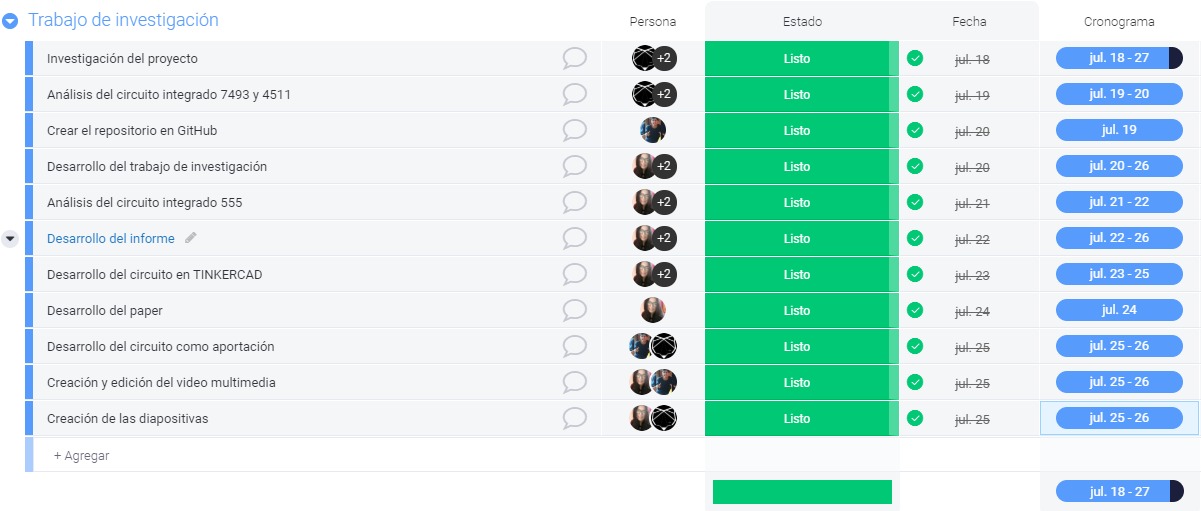 Trabajo de investigación Persona Estado Fecha Cronograma
Investigación del proyecto +2 Listo jul. 18 jul. 18 - 27
Análisis del circuito integrado 7493 y 4511 +2 Listo jul. 19 jul. 19 - 20
Crear el repositorio en GitHub Listo jul. 20 jul. 19
Desarrollo del trabajo de investigación +2 Listo jul. 20 jul. 20 - 26
Análisis del circuito integrado 555 +2 Listo jul. 21 jul. 21 - 22
Desarrollo del informe +2 Listo jul. 22 jul. 22 - 26
Desarrollo del circuito en TINKERCAD +2 Listo jul. 23 jul. 23 - 25
Desarrollo del paper Listo jul. 24 jul. 24
Desarrollo del circuito como aportación Listo jul. 25 jul. 25 - 26
Creación y edición del video multimedia Listo jul. 25 jul. 25 - 26
Creación de las diapositivas Listo jul. 25 jul. 25 - 26
+ Agregar
jul. 18 - 27